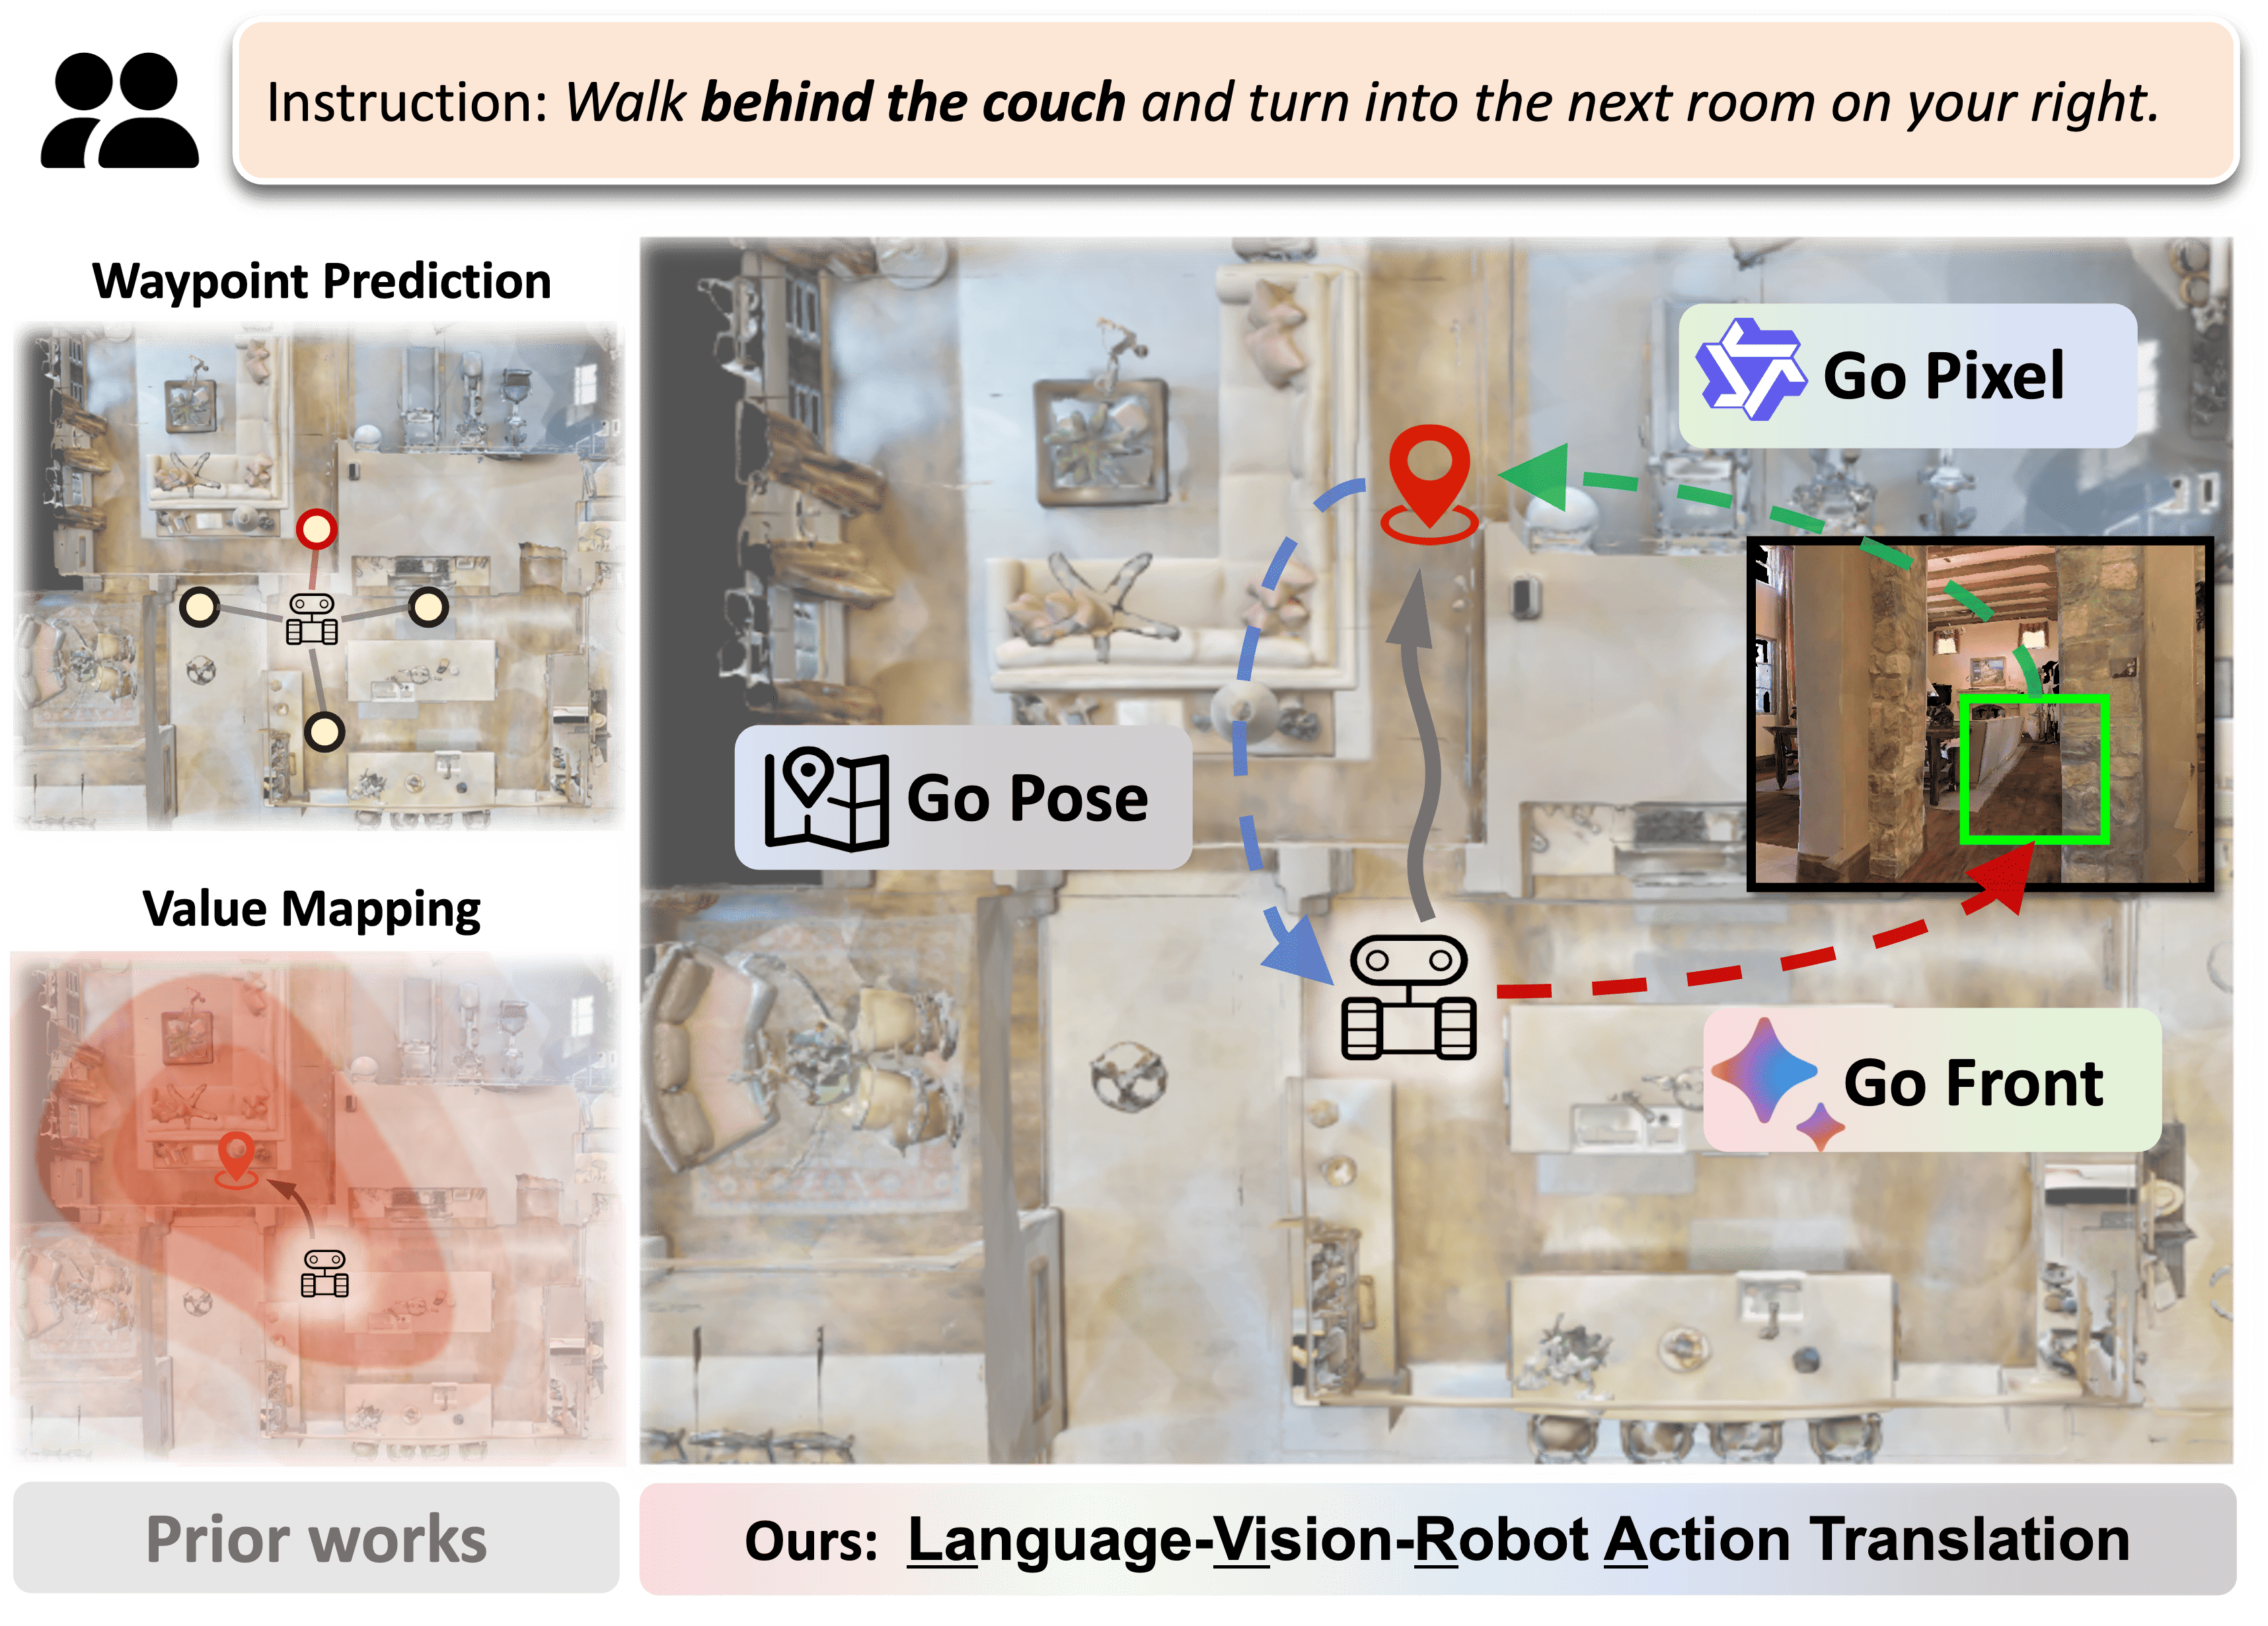 Instruction: Walk behind the couch and turn into the next room on your right.
Waypoint Prediction
Value Mapping
Prior works
Go Pixel
Go Pose
Go Front
Ours: Language-Vision-Robot Action Translation